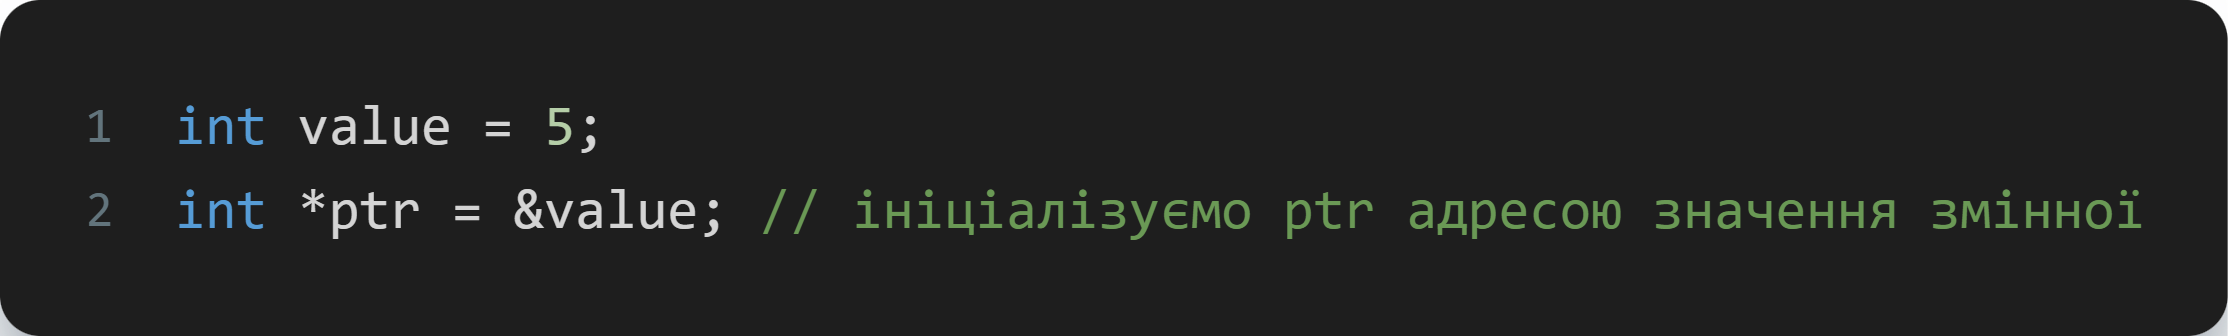 1 int value = 5;
2 int *ptr = &value; // ініціалізуємо ptr адресою значення змінної